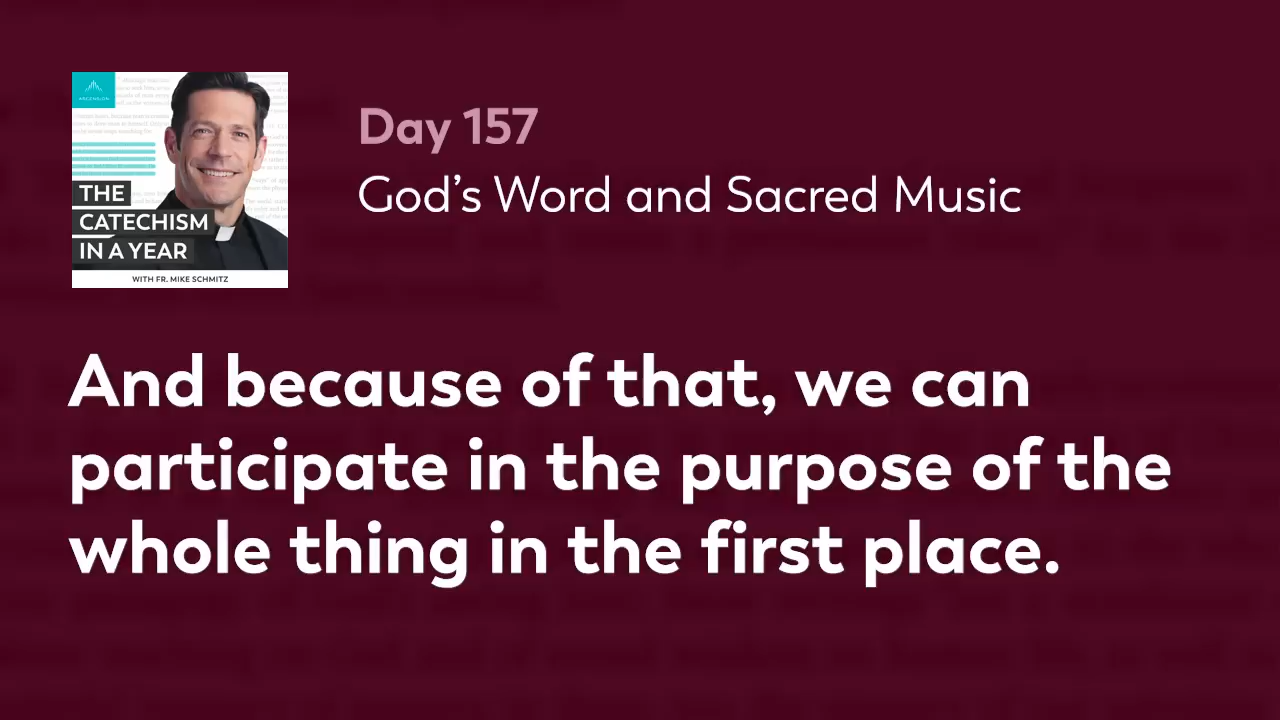 ASCENSION
THE
CATECHISM
IN A YEAR
WITH FR. MIKE SCHMITZ
Day 157
God’s Word and Sacred Music
And because of that, we can
participate in the purpose of the
whole thing in the first place.